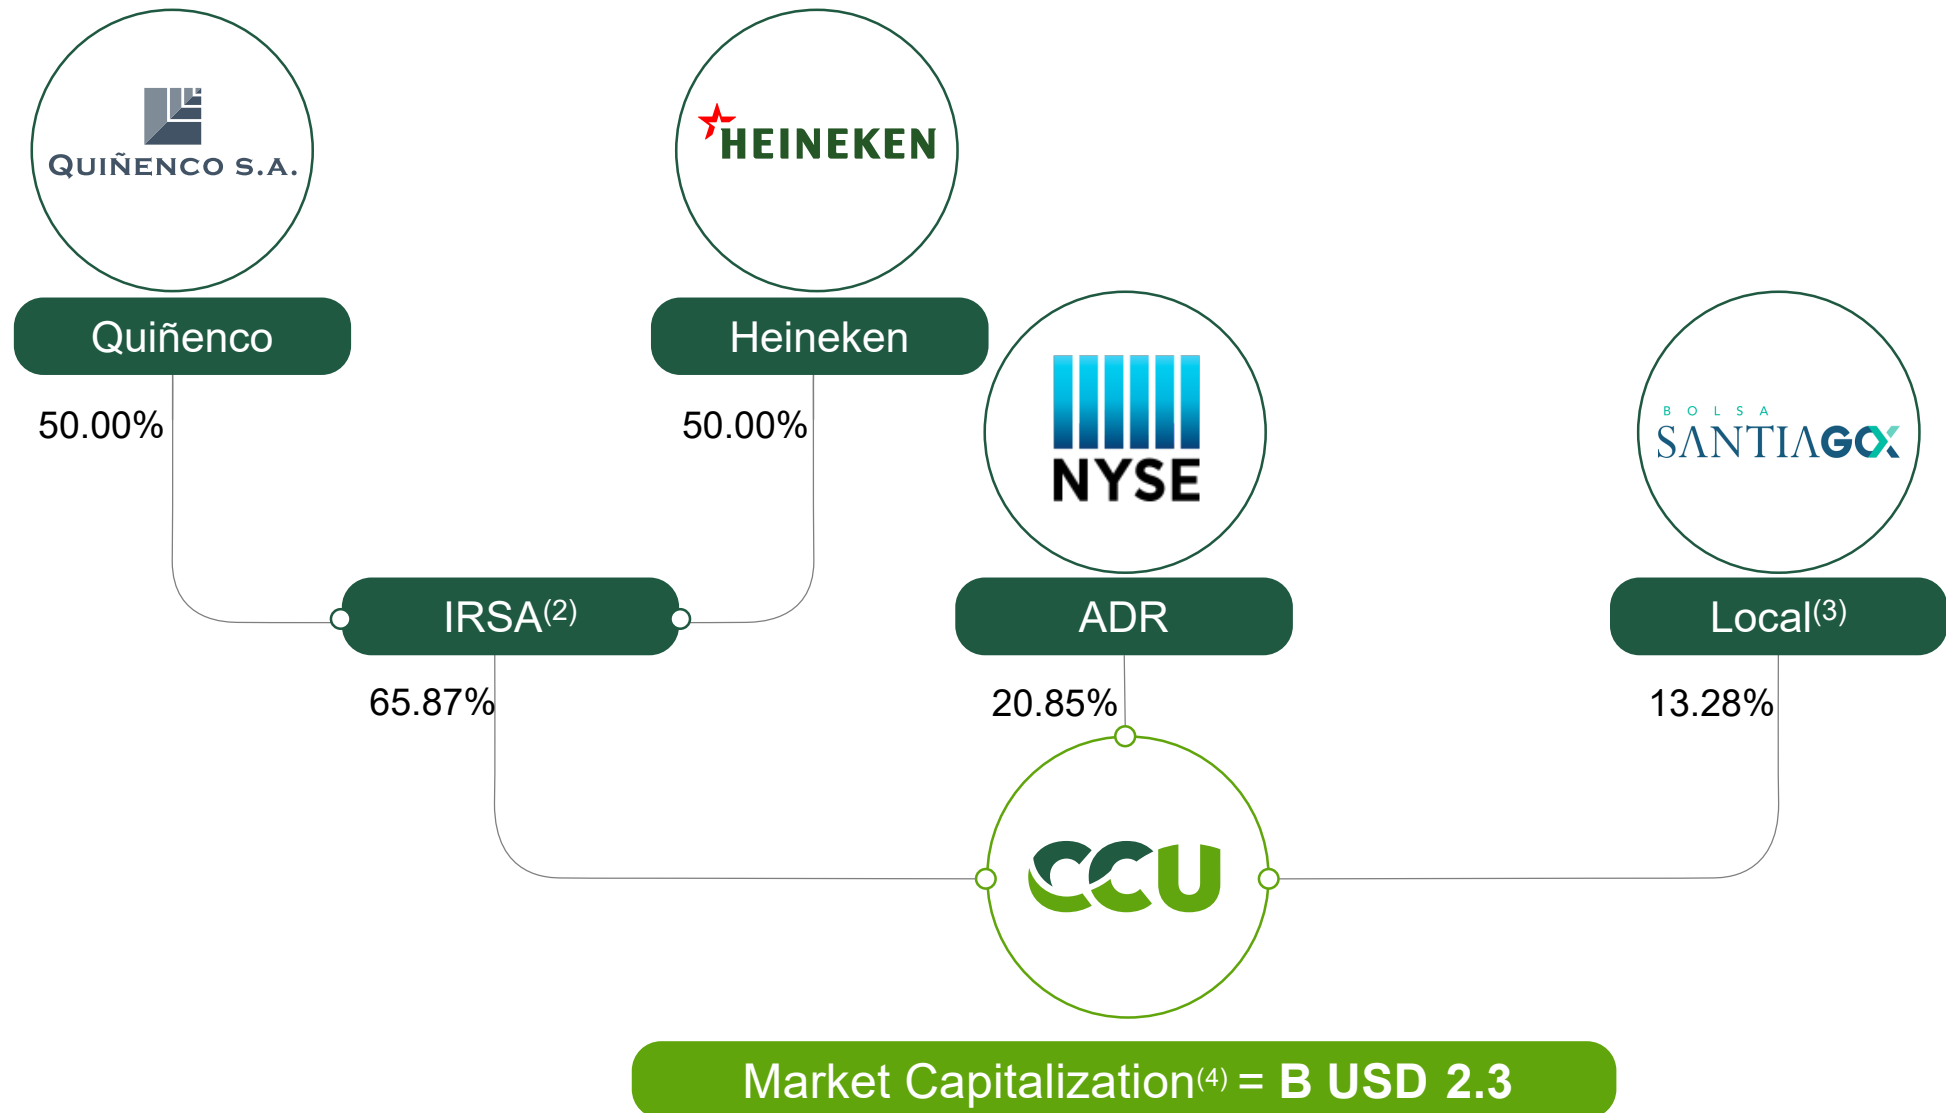 QUIÑENCO S.A.
HEINEKEN
Quiñenco
Heineken
50.00%
50.00%
NYSE
BOLSA
SANTIAGO
IRSA(2)
ADR
Local(3)
65.87%
20.85%
13.28%
CCU
Market Capitalization(4) = B USD 2.3